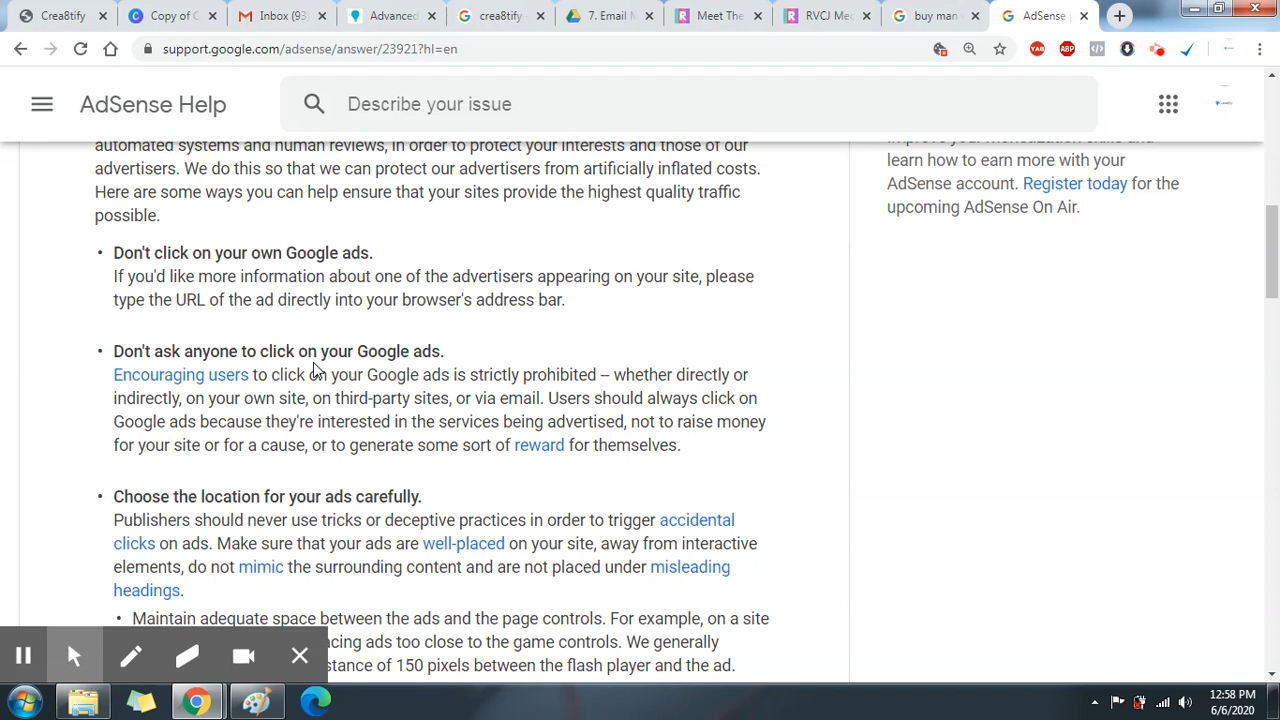 Crea8tify
Copy of C
Inbox (93
Advanced
crea8tify
7. Email M
Meet The
RVCJ Med
buy man
AdSense p
support.google.com/adsense/answer/23921?hl=en
YAB
ABP
AdSense Help
Describe your issue
automated systems and human reviews, in order to protect your interests and those of our
advertisers. We do this so that we can protect our advertisers from artificially inflated costs.
Here are some ways you can help ensure that your sites provide the highest quality traffic
possible.
• Don't click on your own Google ads.
If you'd like more information about one of the advertisers appearing on your site, please
type the URL of the ad directly into your browser's address bar.
• Don't ask anyone to click on your Google ads.
Encouraging users to click on your Google ads is strictly prohibited – whether directly or
indirectly, on your own site, on third-party sites, or via email. Users should always click on
Google ads because they're interested in the services being advertised, not to raise money
for your site or for a cause, or to generate some sort of reward for themselves.
• Choose the location for your ads carefully.
Publishers should never use tricks or deceptive practices in order to trigger accidental
clicks on ads. Make sure that your ads are well-placed on your site, away from interactive
elements, do not mimic the surrounding content and are not placed under misleading
headings.
• Maintain adequate space between the ads and the page controls. For example, on a site
acing ads too close to the game controls. We generally
stance of 150 pixels between the flash player and the ad.
learn how to earn more with your
AdSense account. Register today for the
upcoming AdSense On Air.
12:58 PM
6/6/2020